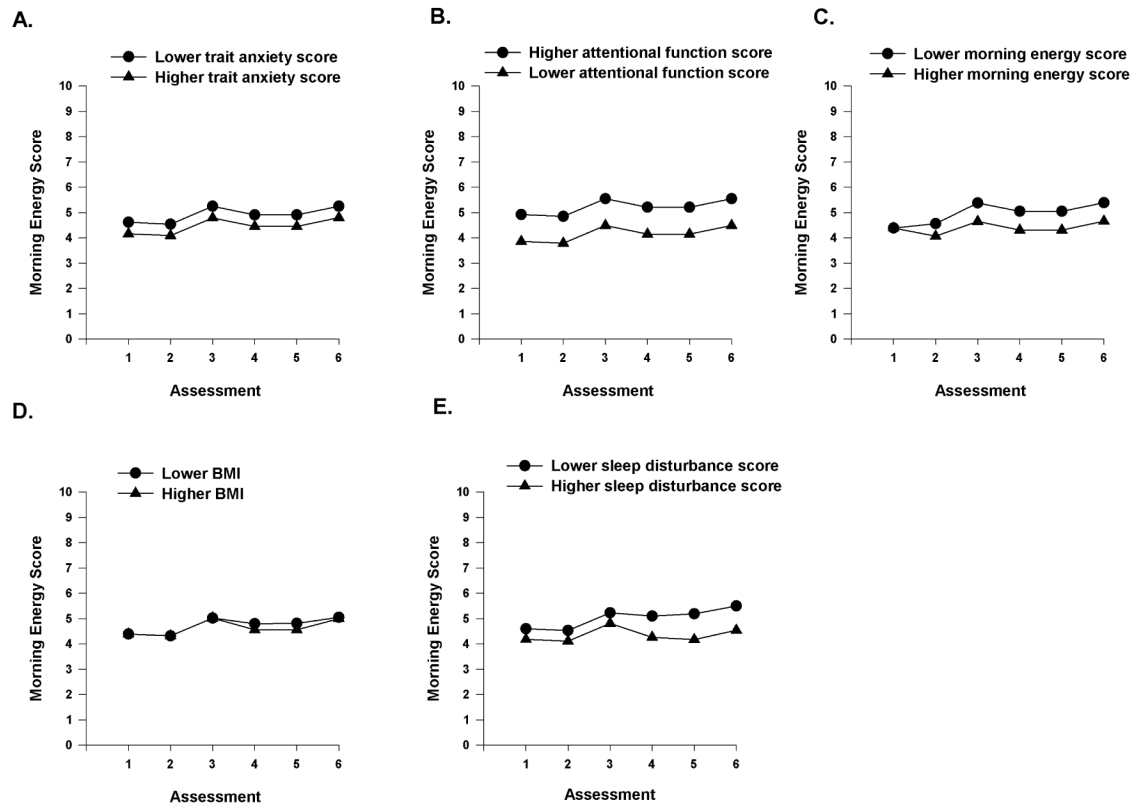 A.
Lower trait anxiety score
Higher trait anxiety score
10
9
8
7
6
5
4
3
2
1
0
Morning Energy Score
1 2 3 4 5 6
Assessment
B.
Higher attentional function score
Lower attentional function score
10
9
8
7
6
5
4
3
2
1
0
Morning Energy Score
1 2 3 4 5 6
Assessment
C.
Lower morning energy score
Higher morning energy score
10
9
8
7
6
5
4
3
2
1
0
Morning Energy Score
1 2 3 4 5 6
Assessment
D.
Lower BMI
Higher BMI
10
9
8
7
6
5
4
3
2
1
0
Morning Energy Score
1 2 3 4 5 6
Assessment
E.
Lower sleep disturbance score
Higher sleep disturbance score
10
9
8
7
6
5
4
3
2
1
0
Morning Energy Score
1 2 3 4 5 6
Assessment